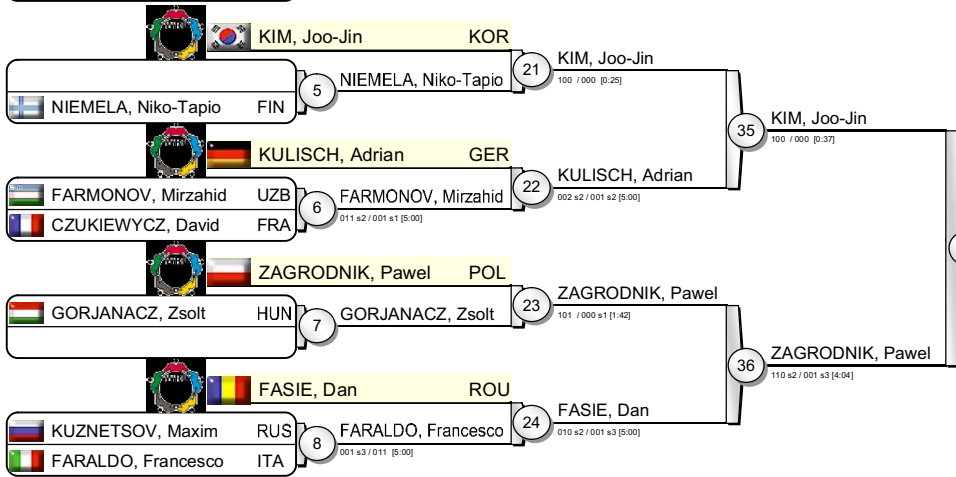 KIM, Joo-Jin KOR
21
KIM, Joo-Jin
100 / 000 [0:25]
5
NIEMELA, Niko-Tapio
NIEMELA, Niko-Tapio FIN
35
KIM, Joo-Jin
100 / 000 [0:37]
KULISCH, Adrian GER
22
KULISCH, Adrian
002 s2 / 001 s2 [5:00]
FARMONOV, Mirzahid UZB
6
FARMONOV, Mirzahid
011 s2 / 001 s1 [5:00]
CZUKIEWYCZ, David FRA
ZAGRODNIK, Pawel POL
23
ZAGRODNIK, Pawel
101 / 000 s1 [1:42]
GORJANACZ, Zsolt HUN
7
GORJANACZ, Zsolt
36
ZAGRODNIK, Pawel
110 s2 / 001 s3 [4:04]
FASIE, Dan ROU
24
FASIE, Dan
010 s2 / 001 s3 [5:00]
KUZNETSOV, Maxim RUS
8
FARALDO, Francesco
001 s3 / 011 [5:00]
FARALDO, Francesco ITA